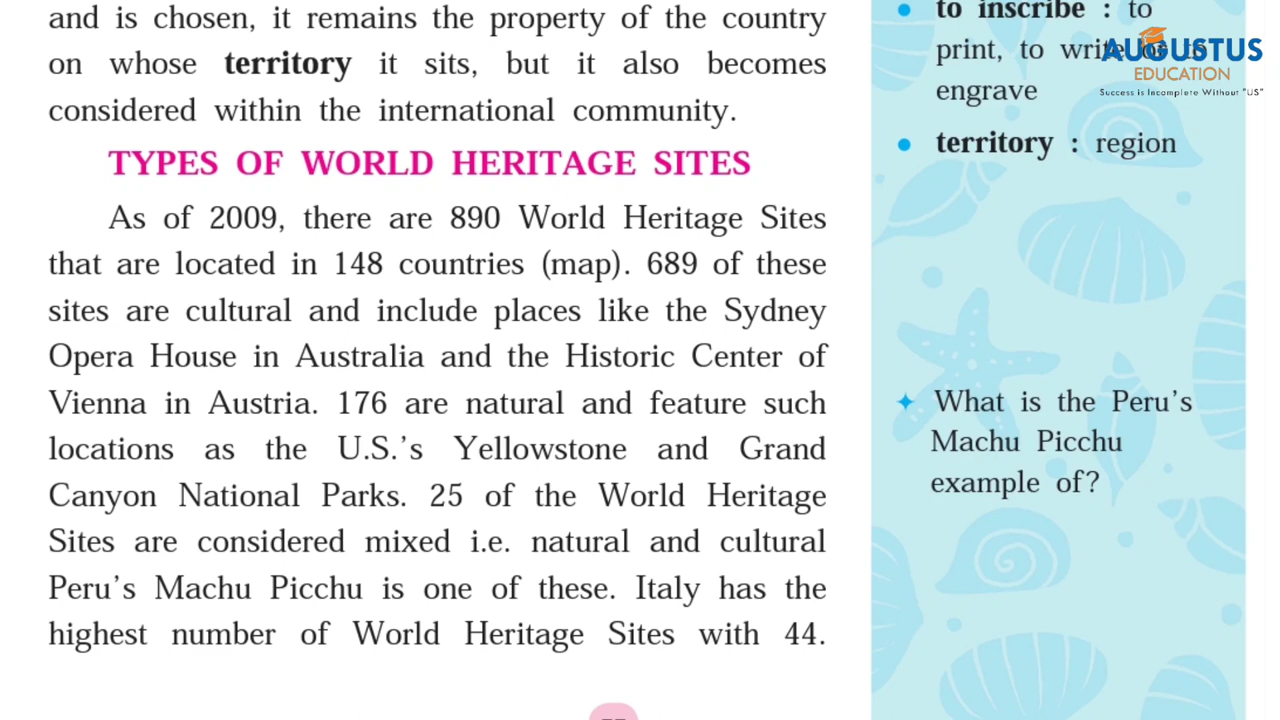 and is chosen, it remains the property of the country
on whose territory it sits, but it also becomes
considered within the international community.
TYPES OF WORLD HERITAGE SITES
As of 2009, there are 890 World Heritage Sites
that are located in 148 countries (map). 689 of these
sites are cultural and include places like the Sydney
Opera House in Australia and the Historic Center of
Vienna in Austria. 176 are natural and feature such
locations as the U.S.'s Yellowstone and Grand
Canyon National Parks. 25 of the World Heritage
Sites are considered mixed i.e. natural and cultural
Peru's Machu Picchu is one of these. Italy has the
highest number of World Heritage Sites with 44.
to inscribe : to
print, to write
engrave
territory : region
What is the Peru's
Machu Picchu
example of?
AUGUSTUS
EDUCATION
Success is Incomplete Without "US"